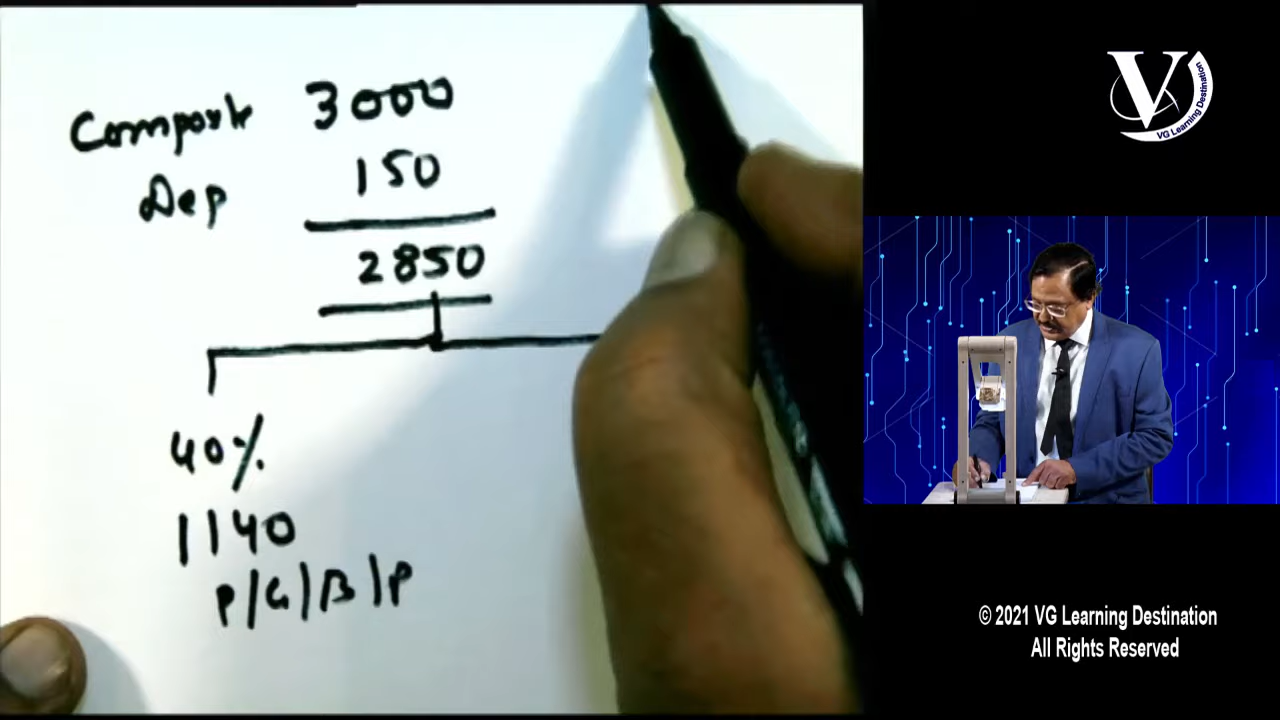 Composite 3000
Dep 150
2850
40%
1140
P/G/B/P
V
VG Learning Destination
© 2021 VG Learning Destination
All Rights Reserved